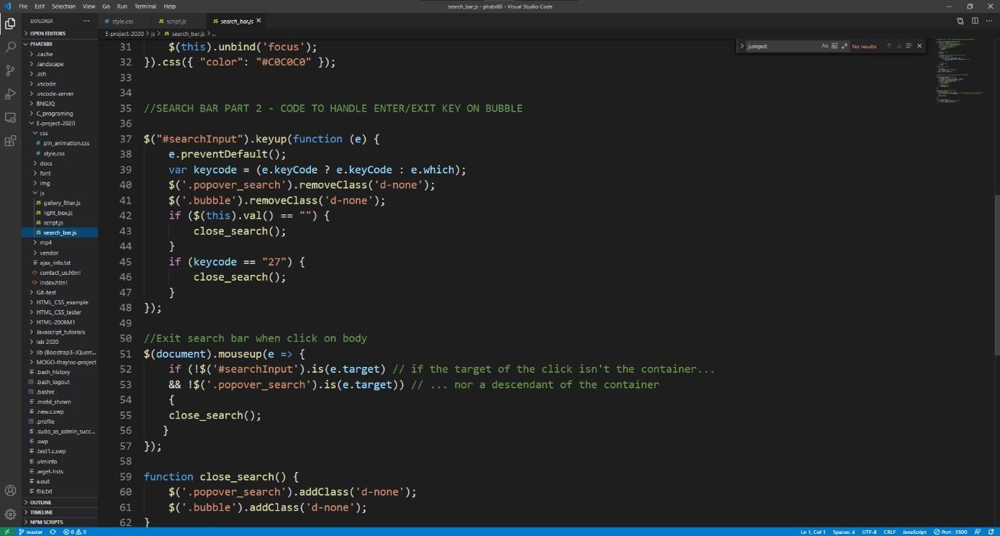 File Edit Selection View Go Run Terminal Help
search_bar.js - phatx88 - Visual Studio Code
EXPLORER
OPEN EDITORS
PHATX88
.cache
.landscape
.ssh
.vscode
.vscode-server
BNGJQ
C_programing
E-project-2020
css
# pin_animation.css
# style.css
docs
font
img
js
JS gallery_filter.js
JS light_box.js
JS script.js
JS search_bar.js
mp4
vendor
ajax_info.txt
<> contact_us.html
<> index.html
Git-test
HTML_CSS_example
HTML_CSS_tester
HTML-2006M1
Javascript_tutorials
lab 2020
lib (Boostrap3-JQuerr...
MOGO-thayloc-project
.bash_history
.bash_logout
.bashrc
.motd_shown
.new.c.swp
.profile
.sudo_as_admin_succ...
.swp
.test1.c.swp
.viminfo
.wget-hsts
a.out
file.txt
OUTLINE
TIMELINE
NPM SCRIPTS
# style.css JS script.js JS search_bar.js
E-project-2020 > js > JS search_bar.js > ...
jumpot Aa No results
31 $(this).unbind('focus');
32 }).css({ "color": "#C0C0C0" });
33
34
35 //SEARCH BAR PART 2 - CODE TO HANDLE ENTER/EXIT KEY ON BUBBLE
36
37 $("#searchInput").keyup(function (e) {
38 e.preventDefault();
39 var keycode = (e.keyCode ? e.keyCode : e.which);
40 $('.popover_search').removeClass('d-none');
41 $('.bubble').removeClass('d-none');
42 if ($(this).val() == "") {
43 close_search();
44 }
45 if (keycode == "27") {
46 close_search();
47 }
48 });
49
50 //Exit search bar when click on body
51 $(document).mouseup(e => {
52 if (!$('#searchInput').is(e.target) // if the target of the click isn't the container...
53 && !$('.popover_search').is(e.target)) // ... nor a descendant of the container
54 {
55 close_search();
56 }
57 });
58
59 function close_search() {
60 $('.popover_search').addClass('d-none');
61 $('.bubble').addClass('d-none');
62 }
master 0 0 Ln 1, Col 1 Spaces: 4 UTF-8 CRLF JavaScript Port : 5500